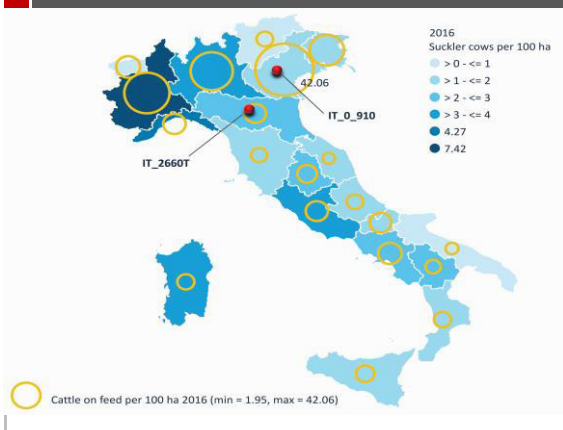 2016
Suckler cows per 100 ha
> 0 - <= 1
> 1 - <= 2
> 2 - <= 3
> 3 - <= 4
4.27
7.42
42.06
IT_0_910
IT_2660T
Cattle on feed per 100 ha 2016 (min = 1.95, max = 42.06)